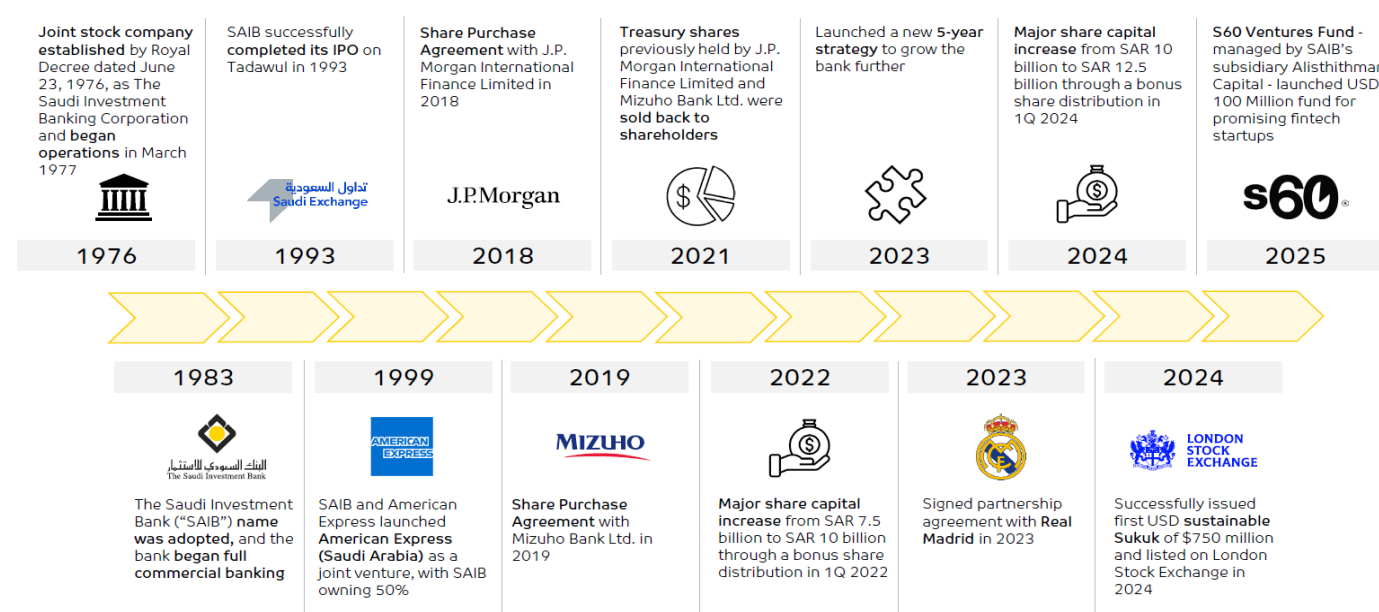 Joint stock company
established by Royal
Decree dated June
23, 1976, as The
Saudi Investment
Banking Corporation
and began
operations in March
1977
1976
SAIB successfully
completed its IPO on
Tadawul in 1993
تداول السعودية
Saudi Exchange
1993
Share Purchase
Agreement with J.P.
Morgan International
Finance Limited in
2018
J.P.Morgan
2018
Treasury shares
previously held by J.P.
Morgan International
Finance Limited and
Mizuho Bank Ltd. were
sold back to
shareholders
$
2021
Launched a new 5-year
strategy to grow the
bank further
2023
Major share capital
increase from SAR 10
billion to SAR 12.5
billion through a bonus
share distribution in
1Q 2024
$
2024
S60 Ventures Fund -
managed by SAIB's
subsidiary Alisthithmar
Capital - launched USD
100 Million fund for
promising fintech
startups
s60®
2025
1983
البنك السعودي للاستثمار
The Saudi Investment Bank
The Saudi Investment
Bank (“SAIB”) name
was adopted, and the
bank began full
commercial banking
1999
AMERICAN
EXPRESS
SAIB and American
Express launched
American Express
(Saudi Arabia) as a
joint venture, with SAIB
owning 50%
2019
MIZUHO
Share Purchase
Agreement with
Mizuho Bank Ltd. in
2019
2022
$
Major share capital
increase from SAR 7.5
billion to SAR 10 billion
through a bonus share
distribution in 1Q 2022
2023
Signed partnership
agreement with Real
Madrid in 2023
2024
LONDON
STOCK
EXCHANGE
Successfully issued
first USD sustainable
Sukuk of $750 million
and listed on London
Stock Exchange in
2024